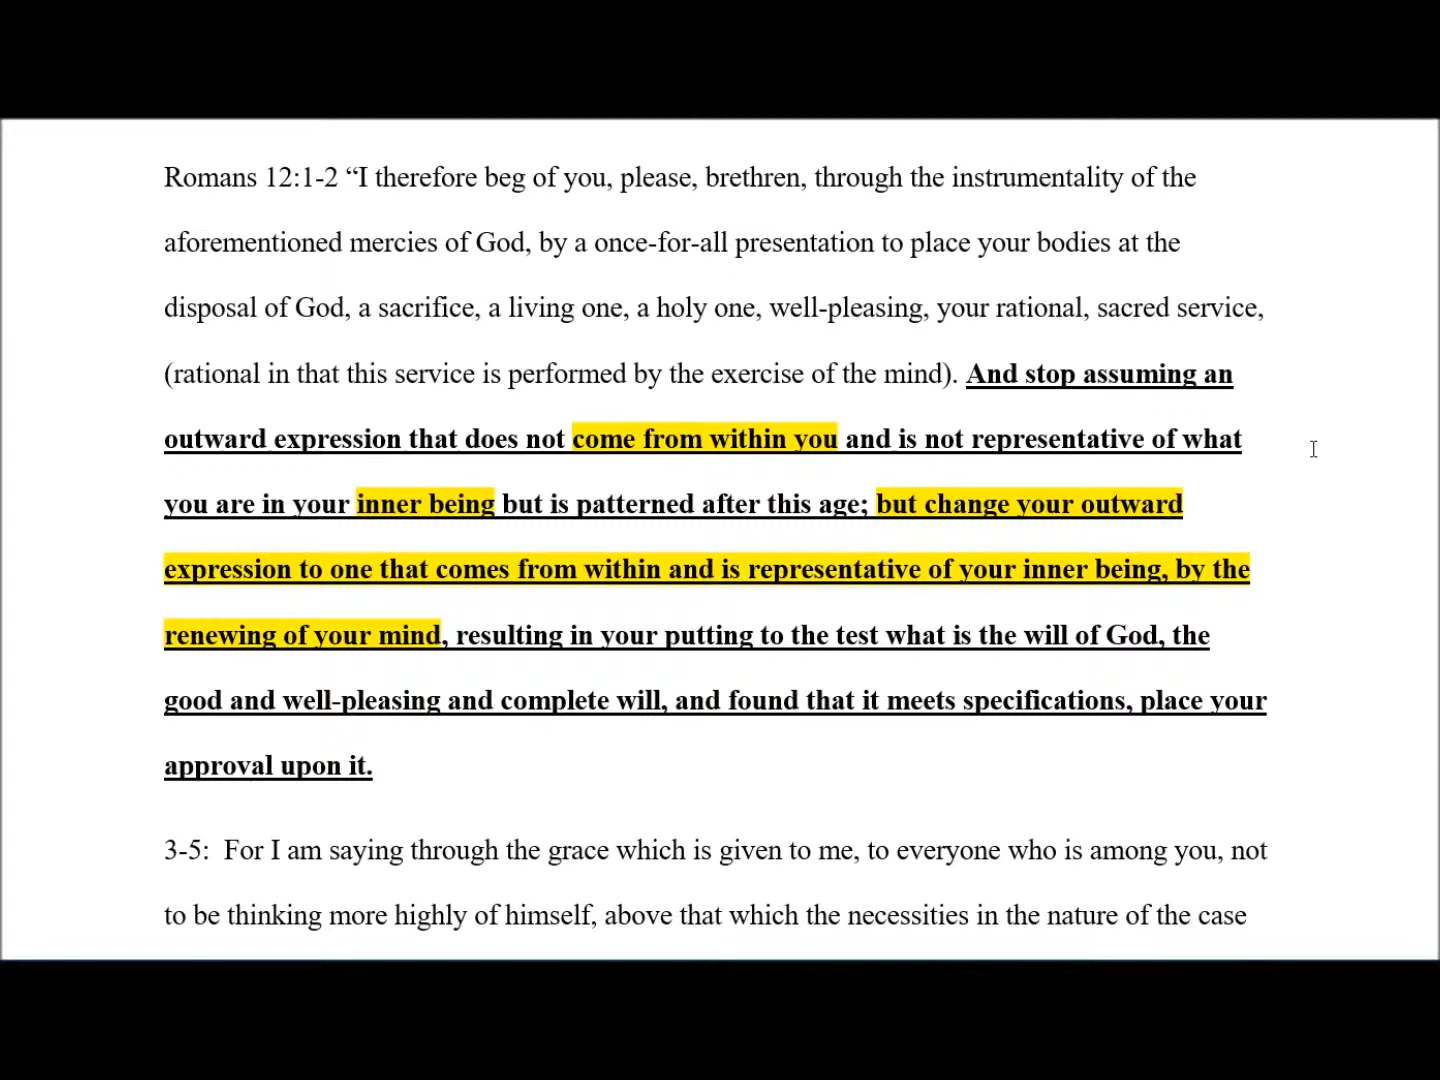 Romans 12:1-2 “I therefore beg of you, please, brethren, through the instrumentality of the
aforementioned mercies of God, by a once-for-all presentation to place your bodies at the
disposal of God, a sacrifice, a living one, a holy one, well-pleasing, your rational, sacred service,
(rational in that this service is performed by the exercise of the mind). And stop assuming an
outward expression that does not come from within you and is not representative of what
you are in your inner being but is patterned after this age; but change your outward
expression to one that comes from within and is representative of your inner being, by the
renewing of your mind, resulting in your putting to the test what is the will of God, the
good and well-pleasing and complete will, and found that it meets specifications, place your
approval upon it.
3-5:  For I am saying through the grace which is given to me, to everyone who is among you, not
to be thinking more highly of himself, above that which the necessities in the nature of the case